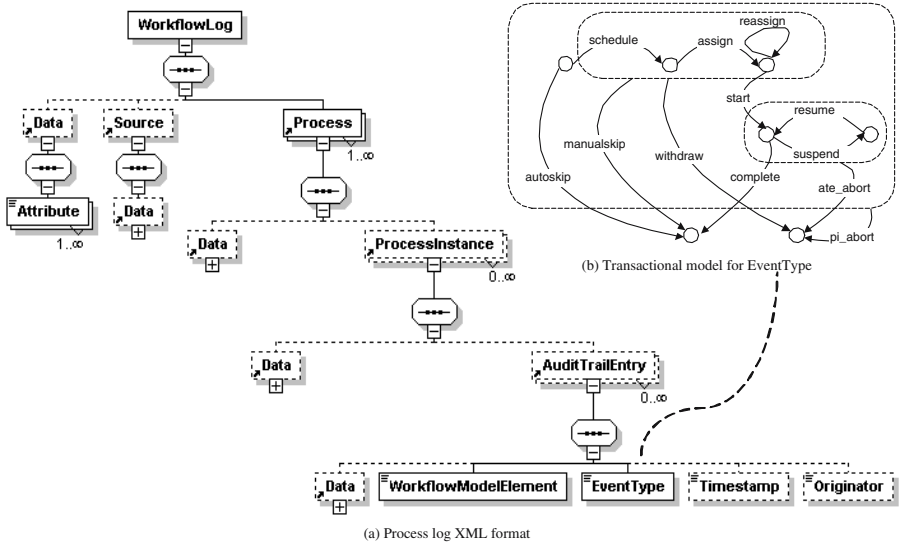 WorkflowLog
Data
Source
Process
1..∞
Attribute
1..∞
Data
Data
ProcessInstance
0..∞
Data
AuditTrailEntry
0..∞
Data
WorkflowModelElement
EventType
Timestamp
Originator
(a) Process log XML format
reassign
schedule
assign
start
resume
suspend
manualskip
withdraw
autoskip
complete
ate_abort
pi_abort
(b) Transactional model for EventType